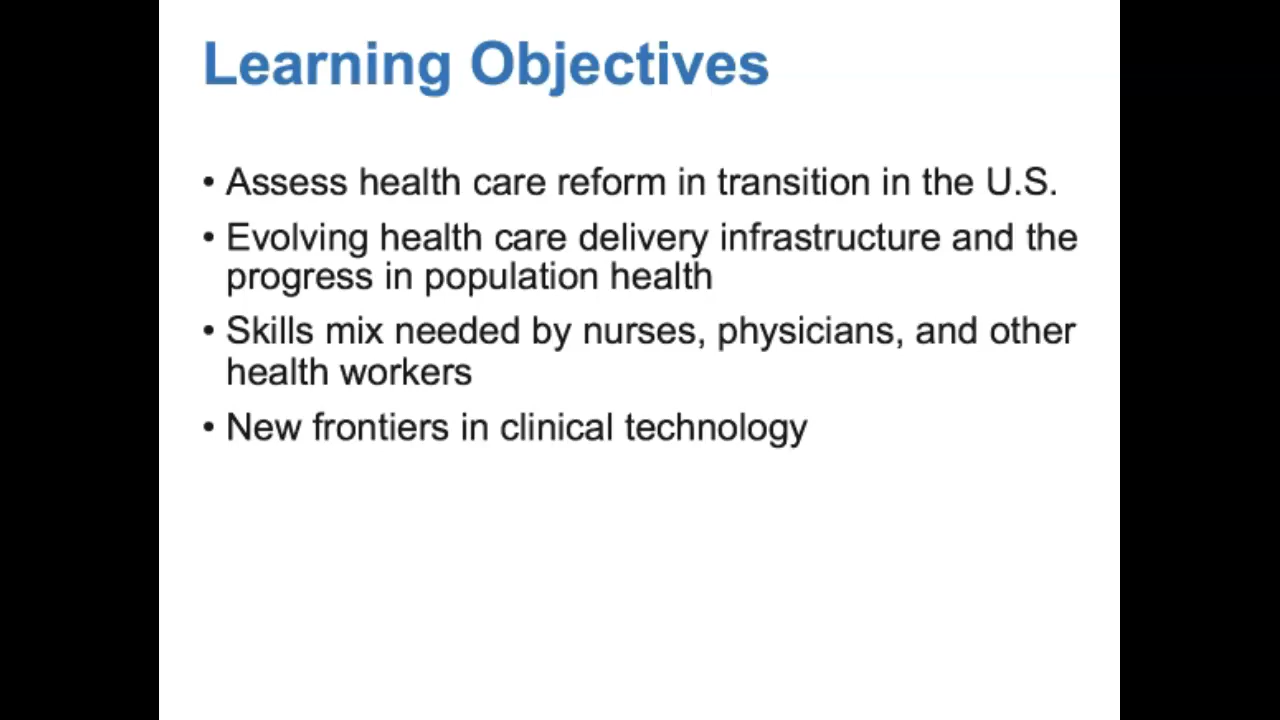 Learning Objectives
• Assess health care reform in transition in the U.S.
• Evolving health care delivery infrastructure and the
progress in population health
• Skills mix needed by nurses, physicians, and other
health workers
• New frontiers in clinical technology